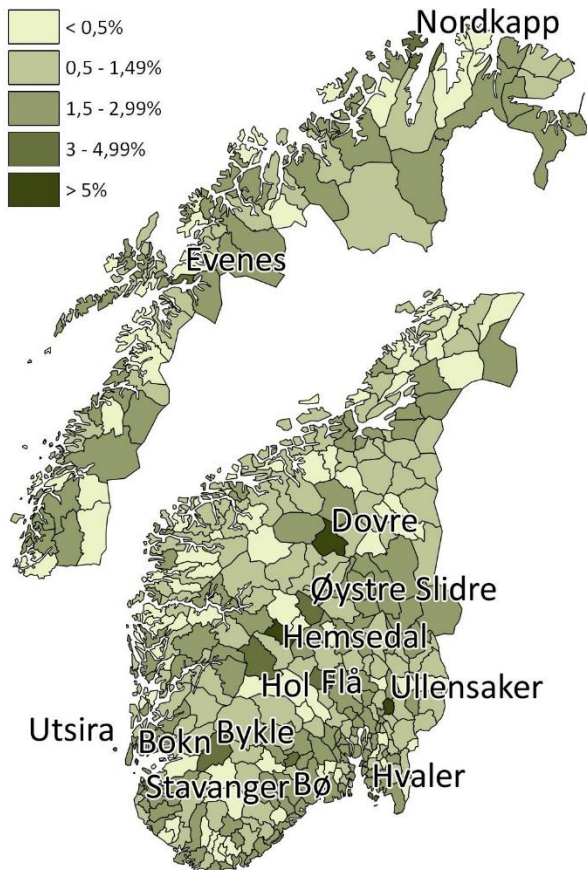 Nordkapp
< 0,5%
0,5 - 1,49%
1,5 - 2,99%
3 - 4,99%
> 5%
Evenes
Dovre
Øystre Slidre
Hemsedal
Hol Flå Ullensaker
Utsira Bokn Bykle
Stavanger Bø Hvaler